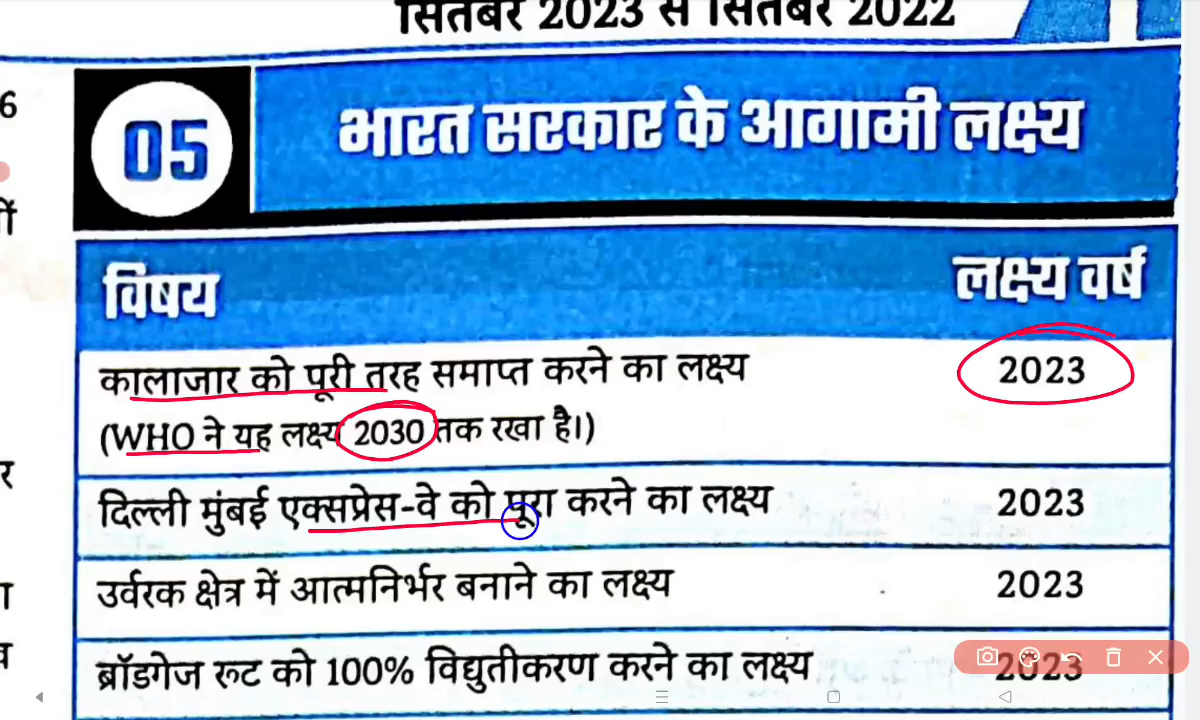 सितंबर 2023 से सितंबर 2022
6
05
भारत सरकार के आगामी लक्ष्य
विषय
लक्ष्य वर्ष
कालाजार को पूरी तरह समाप्त करने का लक्ष्य 2023
(WHO ने यह लक्ष्य 2030 तक रखा है।)
दिल्ली मुंबई एक्सप्रेस-वे को पूरा करने का लक्ष्य 2023
उर्वरक क्षेत्र में आत्मनिर्भर बनाने का लक्ष्य 2023
ब्रॉडगेज रूट को 100% विद्युतीकरण करने का लक्ष्य 2023